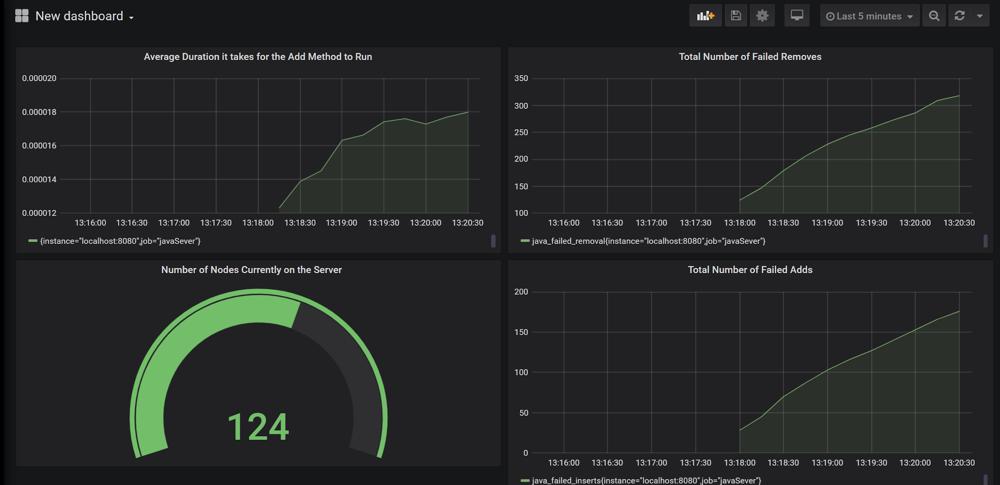 New dashboard
Last 5 minutes
Average Duration it takes for the Add Method to Run
0.000020
0.000018
0.000016
0.000014
0.000012
13:16:00 13:16:30 13:17:00 13:17:30 13:18:00 13:18:30 13:19:00 13:19:30 13:20:00 13:20:30
{instance="localhost:8080",job="javaSever"}
Total Number of Failed Removes
350
300
250
200
150
100
13:16:00 13:16:30 13:17:00 13:17:30 13:18:00 13:18:30 13:19:00 13:19:30 13:20:00 13:20:30
java_failed_removal{instance="localhost:8080",job="javaSever"}
Number of Nodes Currently on the Server
124
Total Number of Failed Adds
200
150
100
50
0
13:16:00 13:16:30 13:17:00 13:17:30 13:18:00 13:18:30 13:19:00 13:19:30 13:20:00 13:20:30
java_failed_inserts{instance="localhost:8080",job="javaSever"}